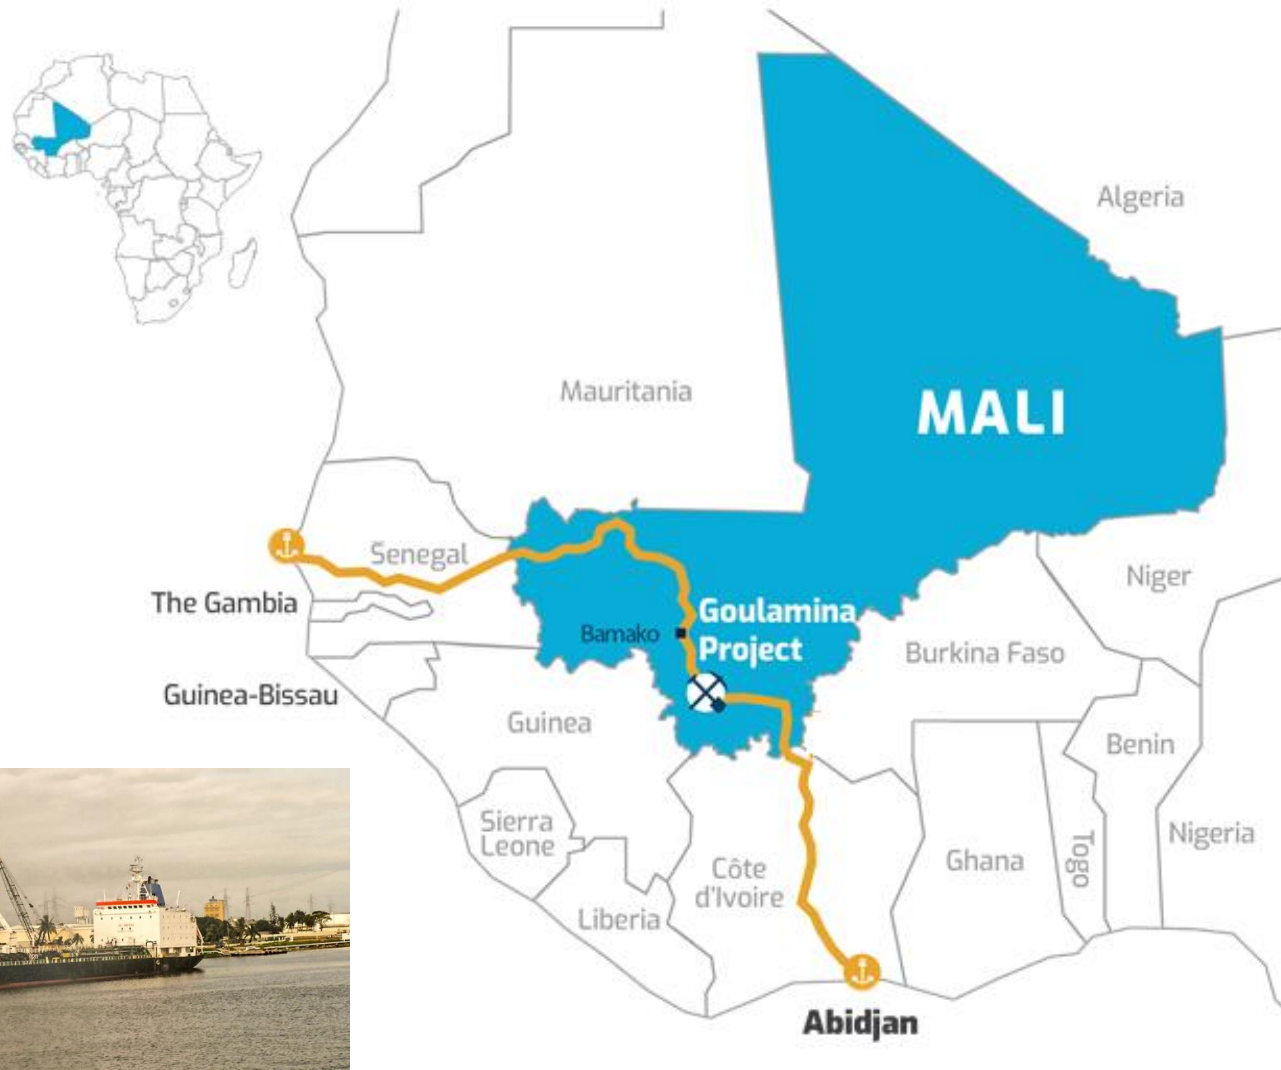 Algeria
Mauritania
MALI
Senegal
The Gambia
Goulamina
Project
Bamako
Niger
Burkina Faso
Guinea-Bissau
Guinea
Benin
Sierra
Leone
Togo
Nigeria
Ghana
Côte
d'Ivoire
Liberia
Abidjan